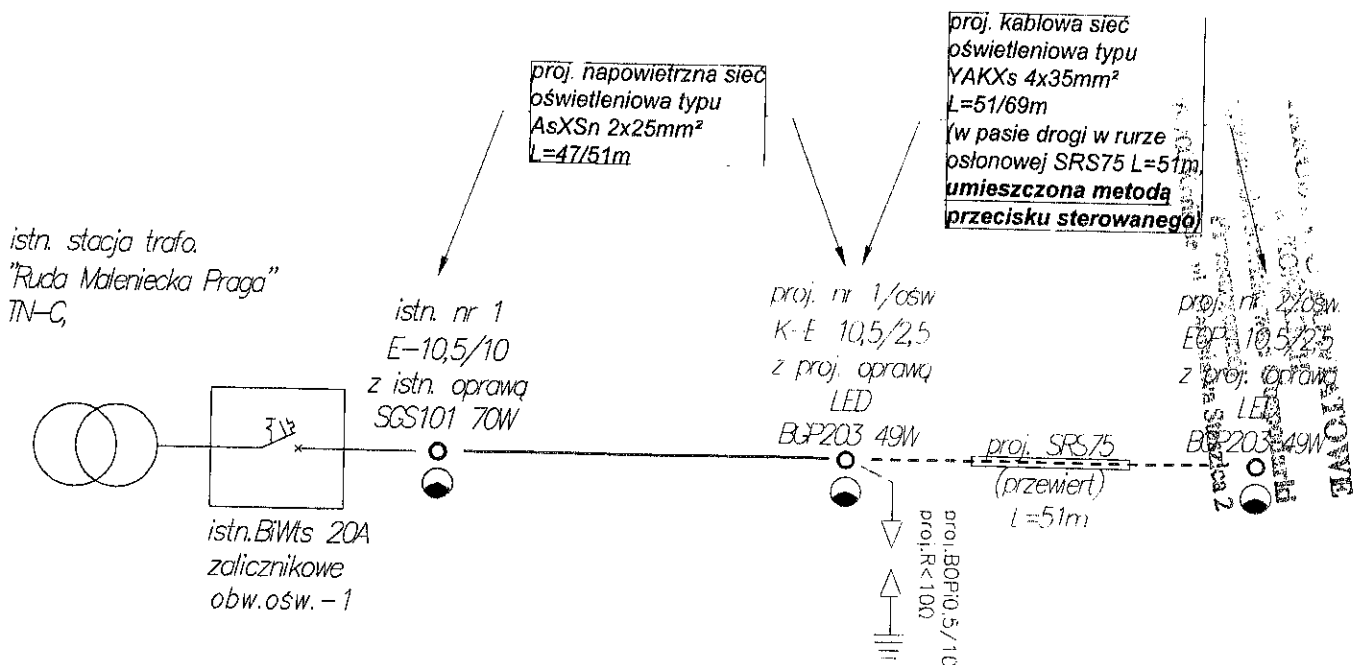 proj. napowietrzna sieć
oświetleniowa typu
AsXSn 2x25mm²
L=47/51m
proj. kablowa sieć
oświetleniowa typu
YAKXs 4x35mm²
L=51/69m
(w pasie drogi w rurze
osłonowej SRS75 L=51m,
umieszczona metodą
przecisku sterowanego)
istn. stacja trafo.
"Ruda Maleniecka Praga"
TN-C,
istn. nr 1
E-10,5/10
z istn. oprawą
SGS101 70W
istn.BiWts 20A
zalicznikowe
obw.ośw.-1
proj. nr 1/ośw
K-E 10,5/2,5
z proj. oprawą
LED
BGP203 49W
proj.BOPi0,5/10
proj.R<10Ω
proj. SRS75
(przewiert)
L=51m
proj. nr 2/ośw.
EOP 10,5/2,5
z proj. oprawą
LED
BGP203 49W
Staszica 2